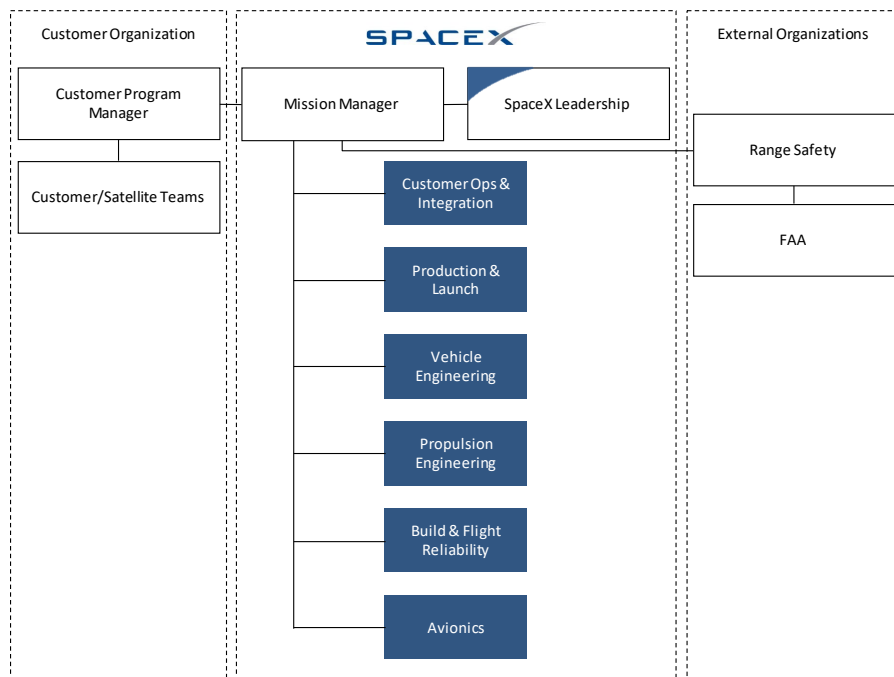 Customer Organization
SPACEX
External Organizations
Customer Program
Manager
Mission Manager
SpaceX Leadership
Range Safety
Customer/Satellite Teams
Customer Ops &
Integration
FAA
Production &
Launch
Vehicle
Engineering
Propulsion
Engineering
Build & Flight
Reliability
Avionics